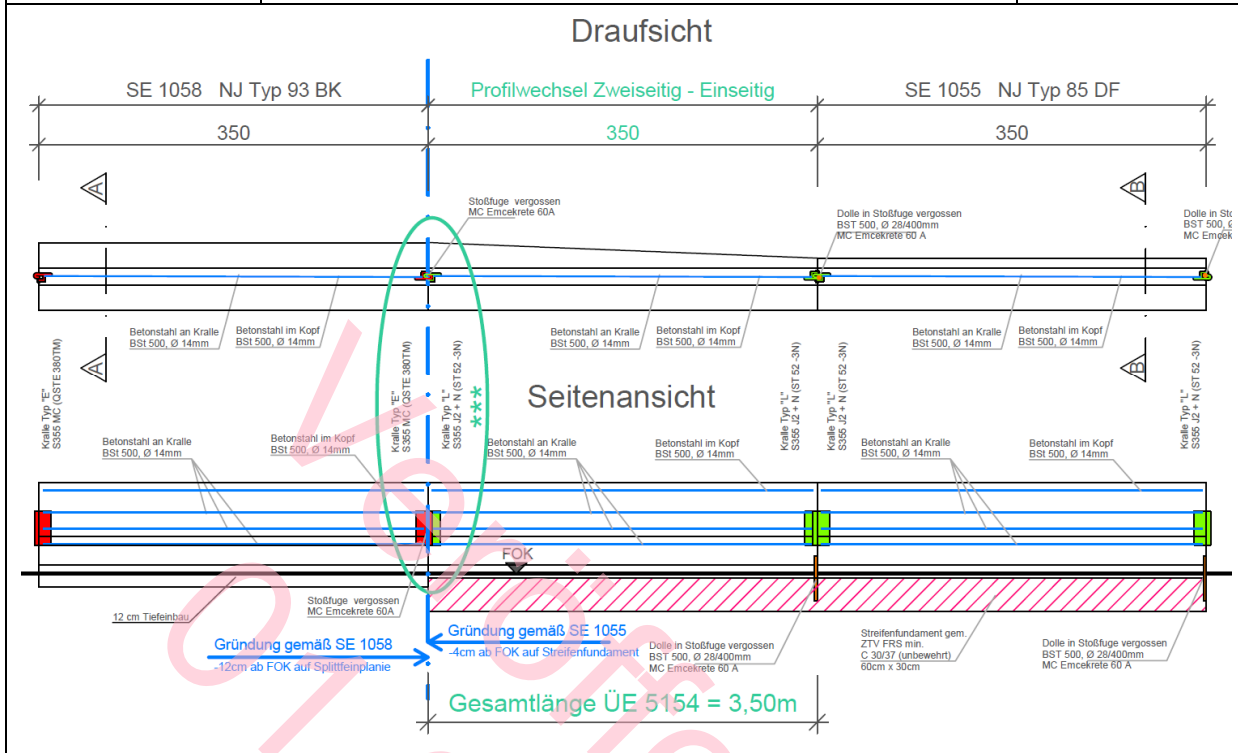 Draufsicht
SE 1058 NJ Typ 93 BK
Profilwechsel Zweiseitig - Einseitig
SE 1055 NJ Typ 85 DF
350
350
350
A
B
Stoßfuge vergossen
MC Emcekrete 60A
Dolle in Stoßfuge vergossen
BST 500, Ø 28/400mm
MC Emcekrete 60 A
Dolle in Sto
BST 500, Ø
MC Emcek
Betonstahl an Kralle
BSt 500, Ø 14mm
Betonstahl im Kopf
BSt 500, Ø 14mm
Betonstahl an Kralle
BSt 500, Ø 14mm
Betonstahl im Kopf
BSt 500, Ø 14mm
Betonstahl an Kralle
BSt 500, Ø 14mm
Betonstahl im Kopf
BSt 500, Ø 14mm
A
B
Kralle Typ "E"
S355 MC (QSTE 380TM)
Kralle Typ "E"
S355 MC (QSTE 380TM)
Kralle Typ "L"
S355 J2 + N (ST 52 -3N)
***
Seitenansicht
Kralle Typ "L"
S355 J2 + N (ST 52 -3N)
Kralle Typ "L"
S355 J2 + N (ST 52 -3N)
Kralle Typ "L"
S355 J2 + N (ST 52 -3N)
Betonstahl an Kralle
BSt 500, Ø 14mm
Betonstahl im Kopf
BSt 500, Ø 14mm
Betonstahl an Kralle
BSt 500, Ø 14mm
Betonstahl im Kopf
BSt 500, Ø 14mm
Betonstahl an Kralle
BSt 500, Ø 14mm
Betonstahl im Kopf
BSt 500, Ø 14mm
FOK
12 cm Tiefeinbau
Stoßfuge vergossen
MC Emcekrete 60A
Gründung gemäß SE 1058
-12cm ab FOK auf Splittfeinplanie
Gründung gemäß SE 1055
-4cm ab FOK auf Streifenfundament
Dolle in Stoßfuge vergossen
BST 500, Ø 28/400mm
MC Emcekrete 60 A
Streifenfundament gem.
ZTV FRS min.
C 30/37 (unbewehrt)
60cm x 30cm
Dolle in Stoßfuge vergossen
BST 500, Ø 28/400mm
MC Emcekrete 60 A
Gesamtlänge ÜE 5154 = 3,50m